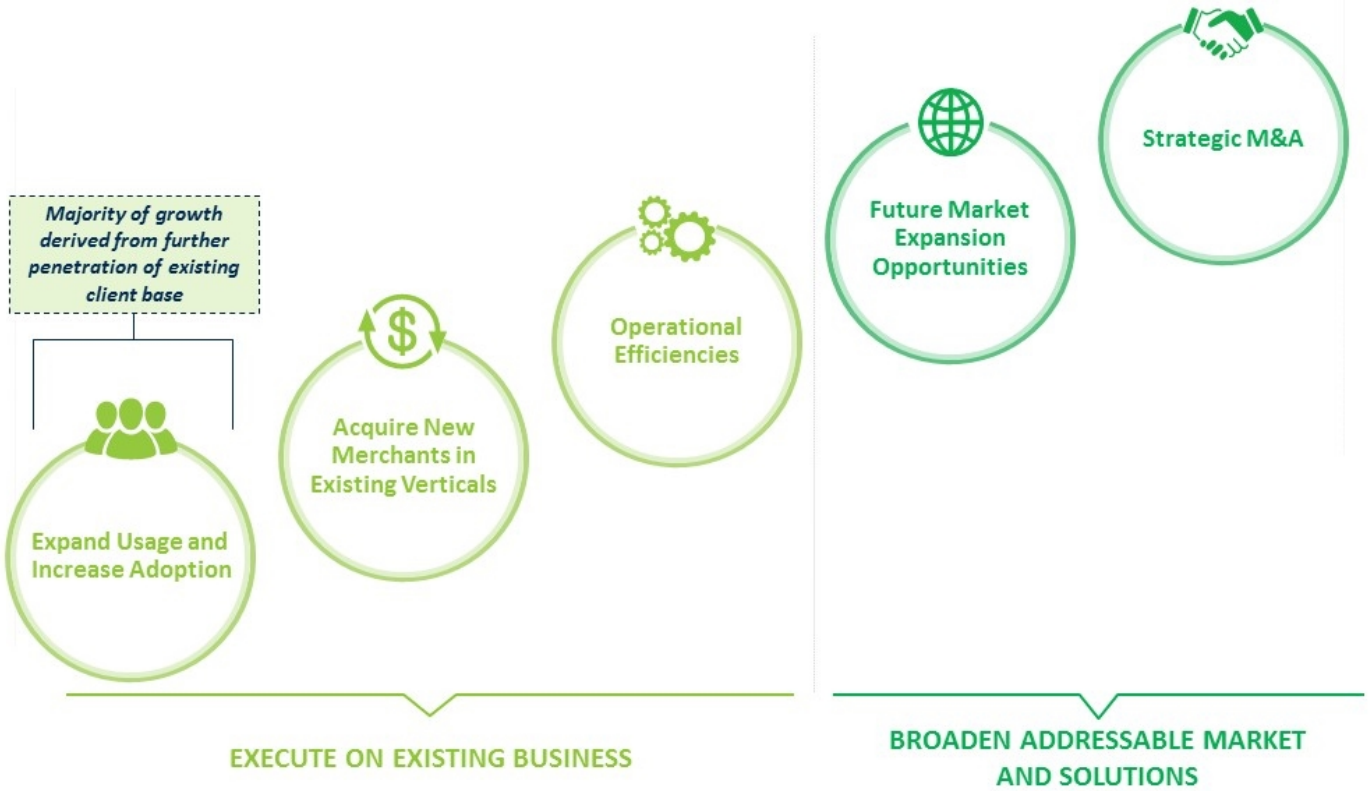 Majority of growth
derived from further
penetration of existing
client base
Expand Usage and
Increase Adoption
$
Acquire New
Merchants in
Existing Verticals
Operational
Efficiencies
Future Market
Expansion
Opportunities
Strategic M&A
EXECUTE ON EXISTING BUSINESS
BROADEN ADDRESSABLE MARKET
AND SOLUTIONS